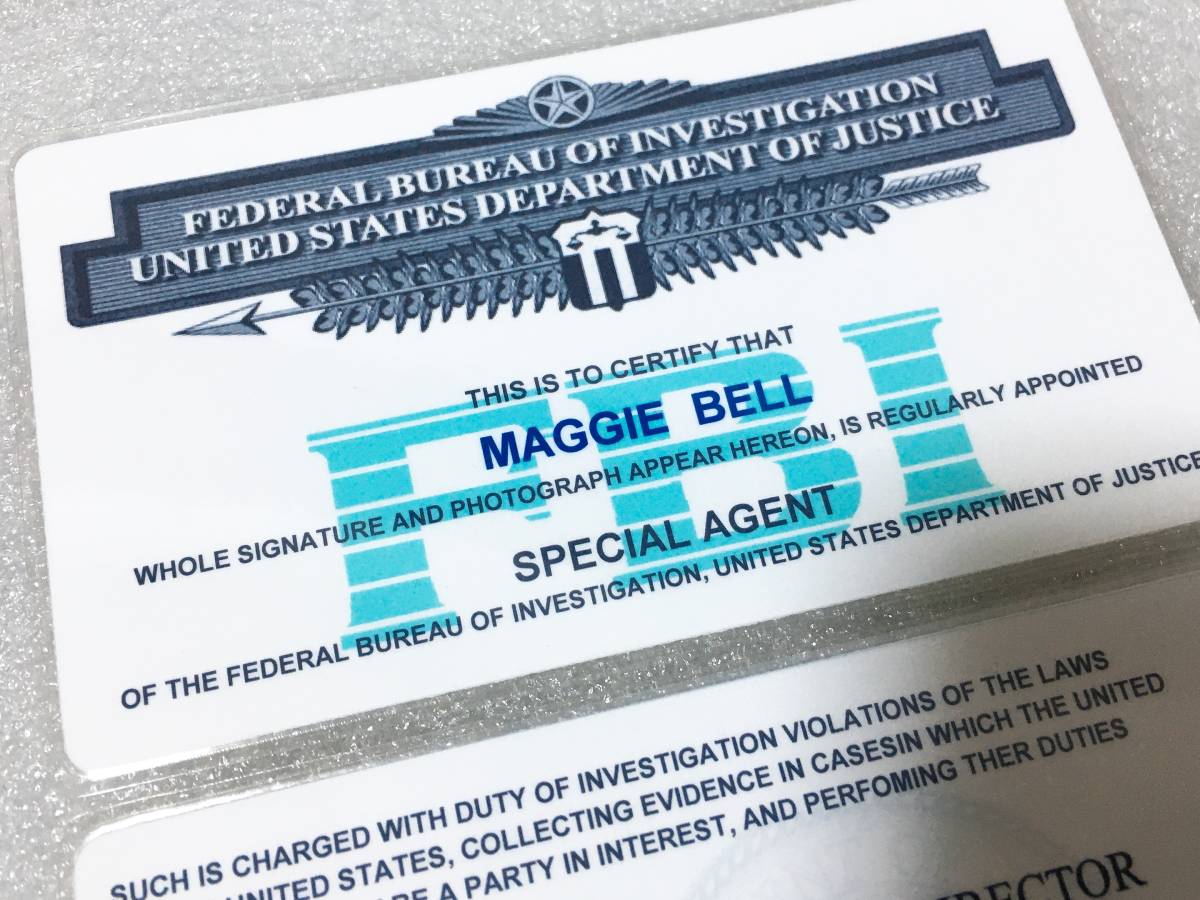 FEDERAL BUREAU OF INVESTIGATION
UNITED STATES DEPARTMENT OF JUSTICE
THIS IS TO CERTIFY THAT
MAGGIE BELL
WHOLE SIGNATURE AND PHOTOGRAPH APPEAR HEREON, IS REGULARLY APPOINTED
SPECIAL AGENT
OF THE FEDERAL BUREAU OF INVESTIGATION, UNITED STATES DEPARTMENT OF JUSTICE
FBI
SUCH IS CHARGED WITH DUTY OF INVESTIGATION VIOLATIONS OF THE LAWS
UNITED STATES, COLLECTING EVIDENCE IN CASESIN WHICH THE UNITED
A PARTY IN INTEREST, AND PERFOMING THER DUTIES
DIRECTOR